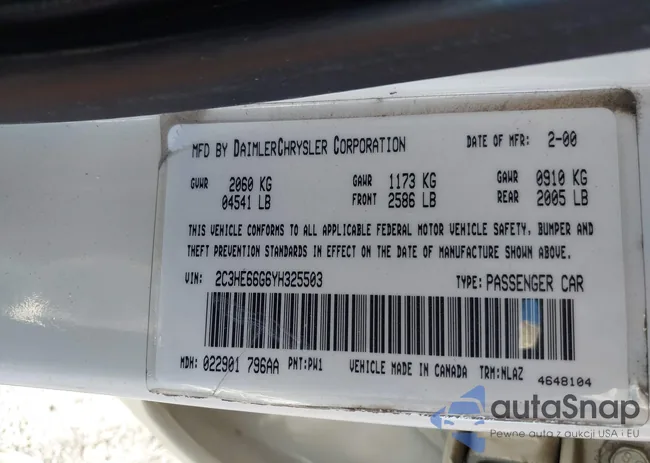 MFD BY DAIMLERCHRYSLER CORPORATION DATE OF MFR: 2-00
GVWR 2060 KG GAWR 1173 KG GAWR 0910 KG
04541 LB FRONT 2586 LB REAR 2005 LB
THIS VEHICLE CONFORMS TO ALL APPLICABLE FEDERAL MOTOR VEHICLE SAFETY, BUMPER AND
THEFT PREVENTION STANDARDS IN EFFECT ON THE DATE OF MANUFACTURE SHOWN ABOVE.
VIN: 2C3HE66G6YH325503 TYPE: PASSENGER CAR
MDH: 022901 796AA PNT: PW1 VEHICLE MADE IN CANADA TRM: NLAZ
4648104
autoSnap
Pewne auta z aukcji USA i EU